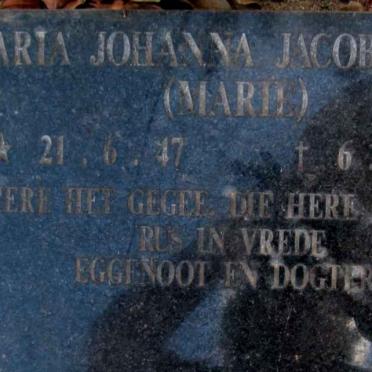 ARIA JOHANNA JACOB
(MARIE)
* 21 . 6 . 47 † 6 .
ERE HET GEGEE, DIE HERE
RUS IN VREDE
EGGENOOT EN DOGTER